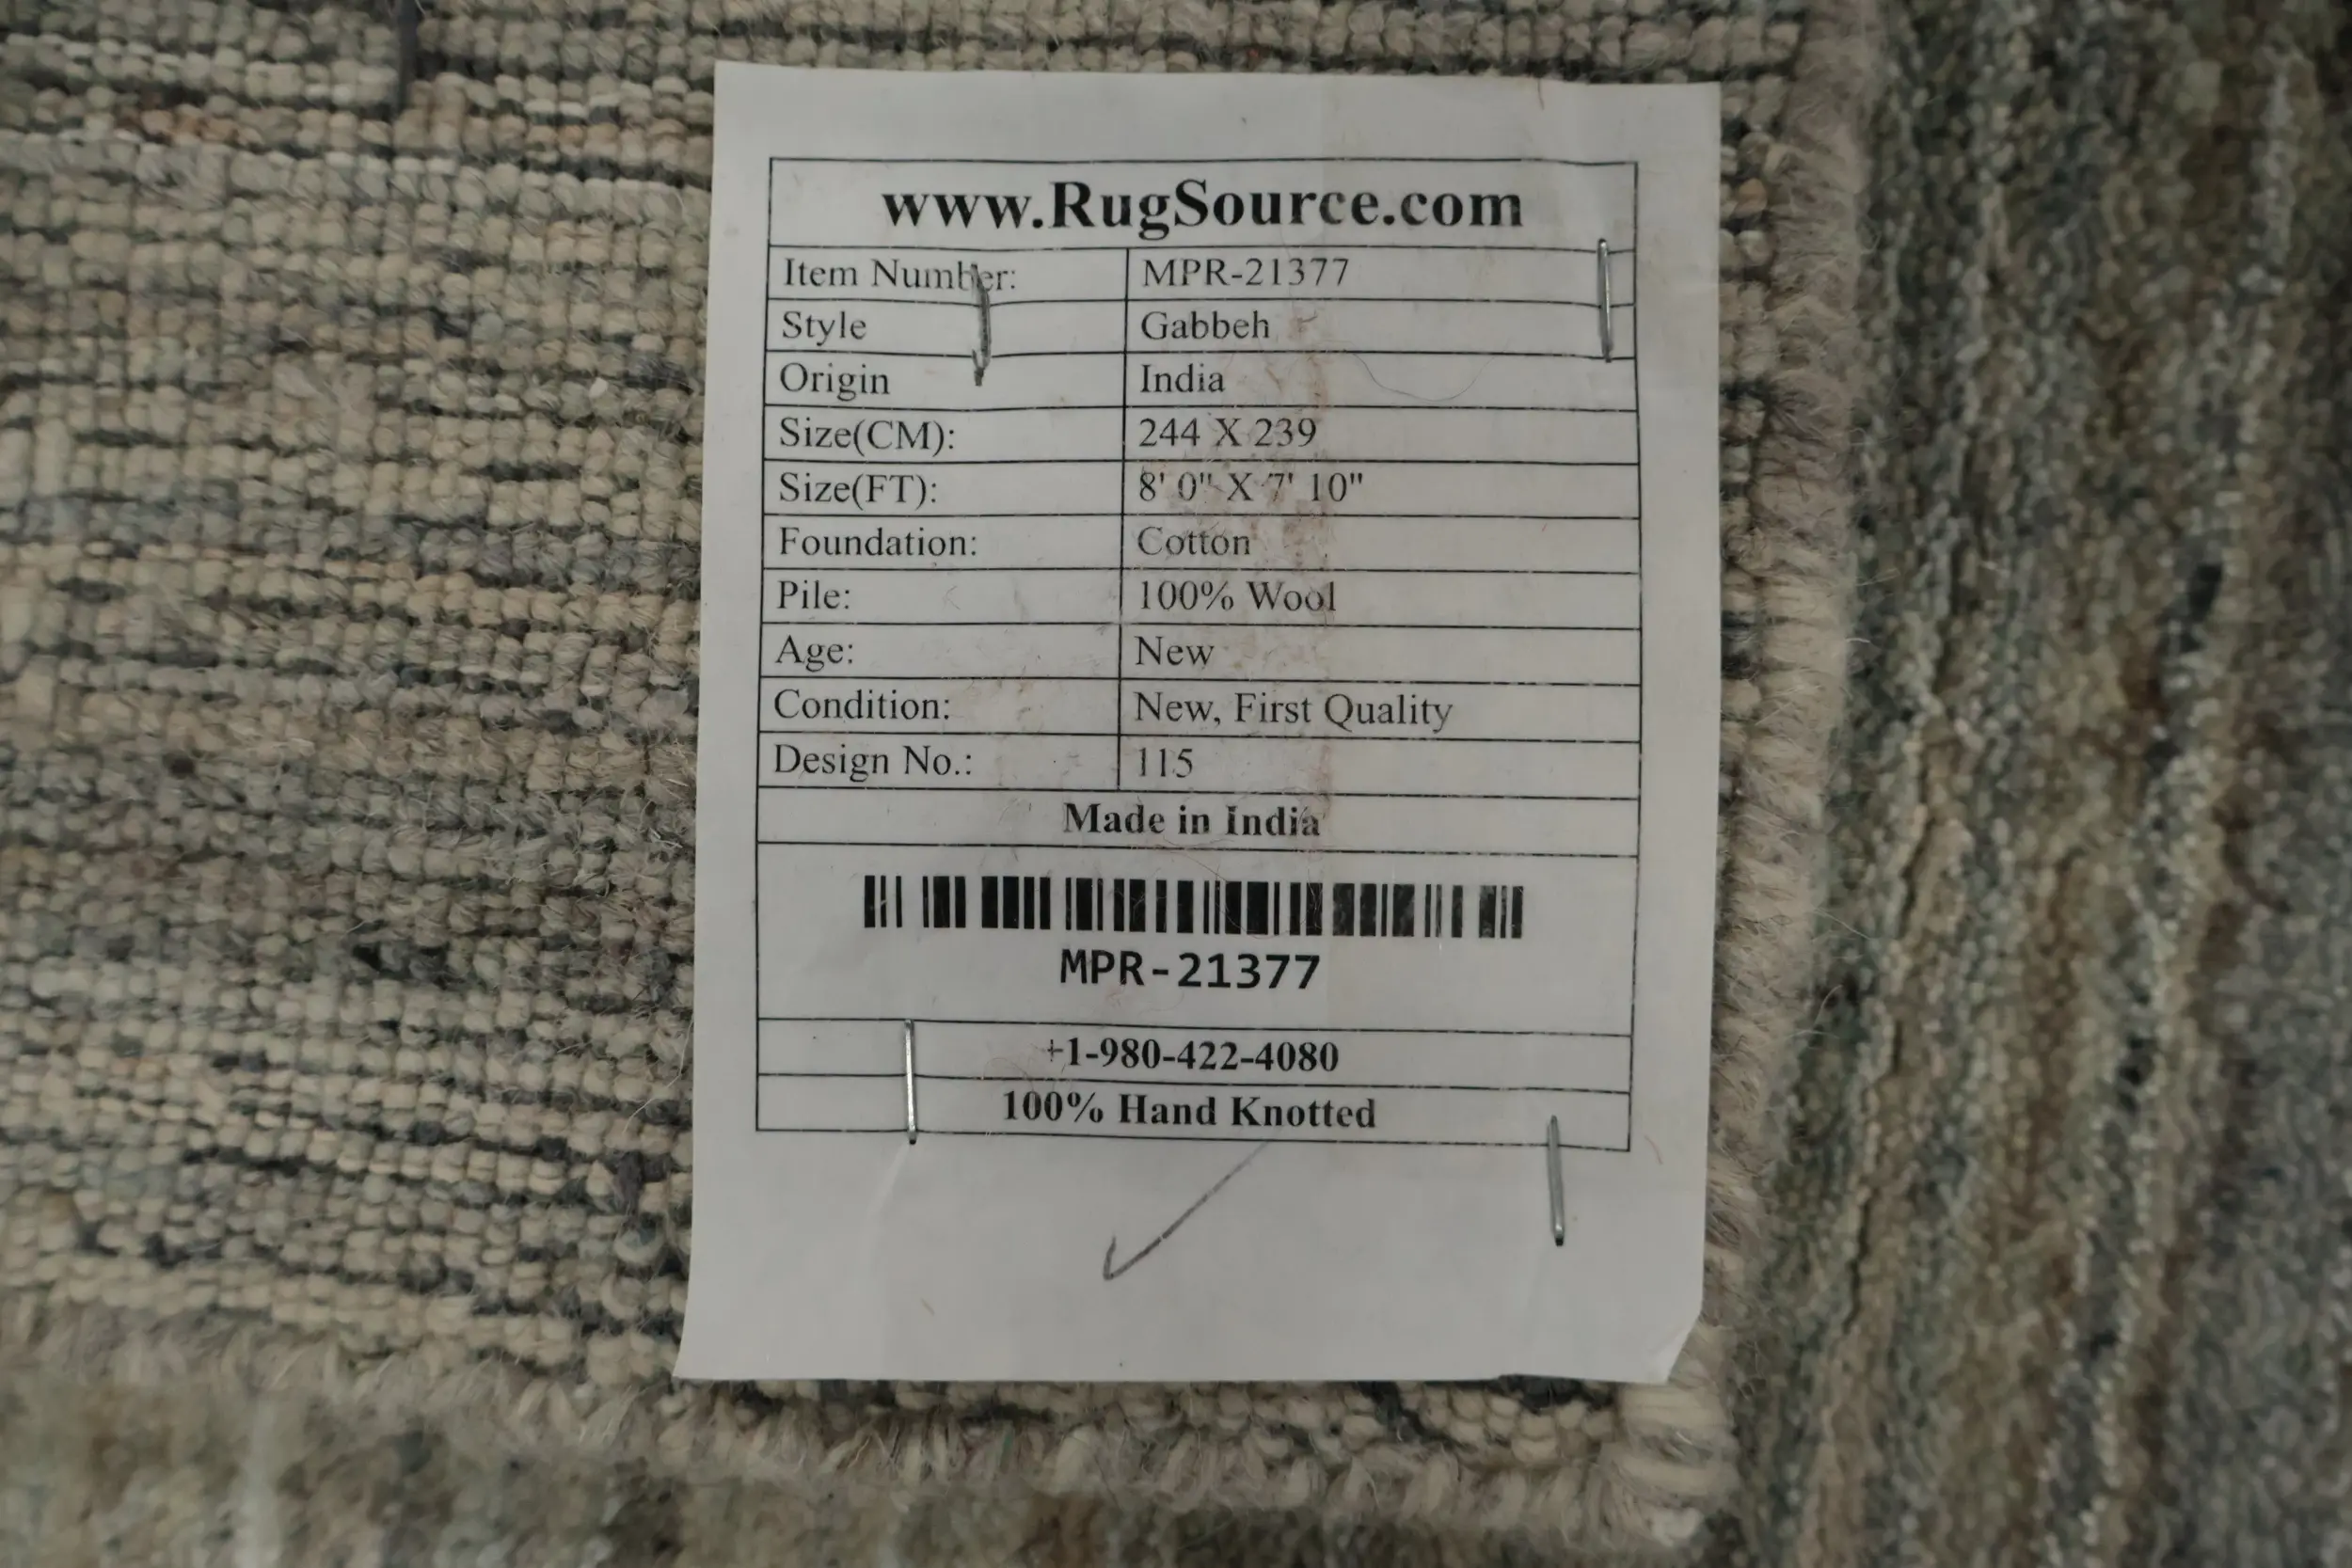 www.RugSource.com
Item Number: MPR-21377
Style Gabbeh
Origin India
Size(CM): 244 X 239
Size(FT): 8' 0" X 7' 10"
Foundation: Cotton
Pile: 100% Wool
Age: New
Condition: New, First Quality
Design No.: 115
Made in India
MPR-21377
+1-980-422-4080
100% Hand Knotted